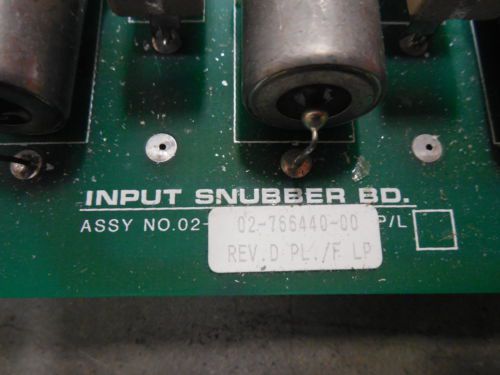 INPUT SNUBBER BD.
ASSY NO.02- P/L
02-766440-00
REV.D PL./F LP